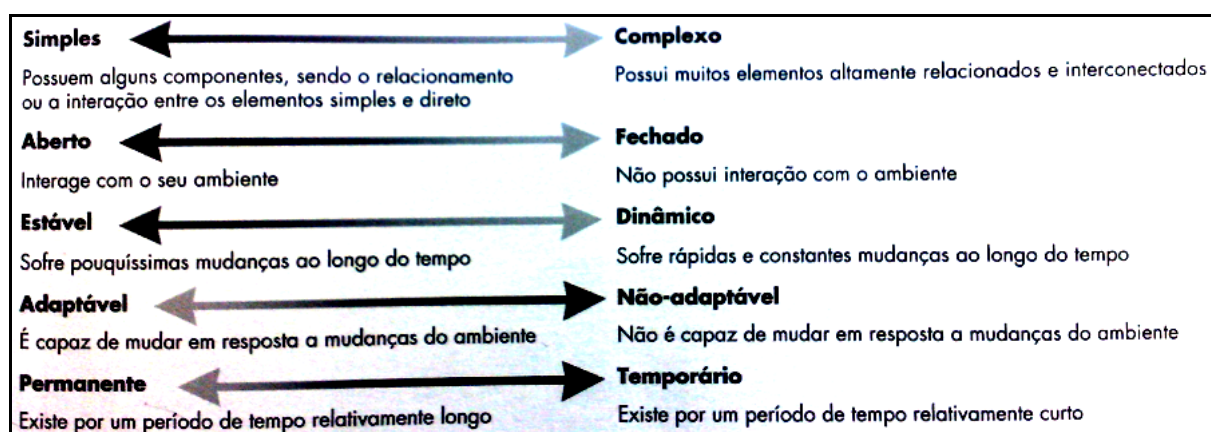 Simples
Complexo
Possuem alguns componentes, sendo o relacionamento
ou a interação entre os elementos simples e direto
Possui muitos elementos altamente relacionados e interconectados
Aberto
Fechado
Interage com o seu ambiente
Não possui interação com o ambiente
Estável
Dinâmico
Sofre pouquíssimas mudanças ao longo do tempo
Sofre rápidas e constantes mudanças ao longo do tempo
Adaptável
Não-adaptável
É capaz de mudar em resposta a mudanças do ambiente
Não é capaz de mudar em resposta a mudanças do ambiente
Permanente
Temporário
Existe por um período de tempo relativamente longo
Existe por um período de tempo relativamente curto